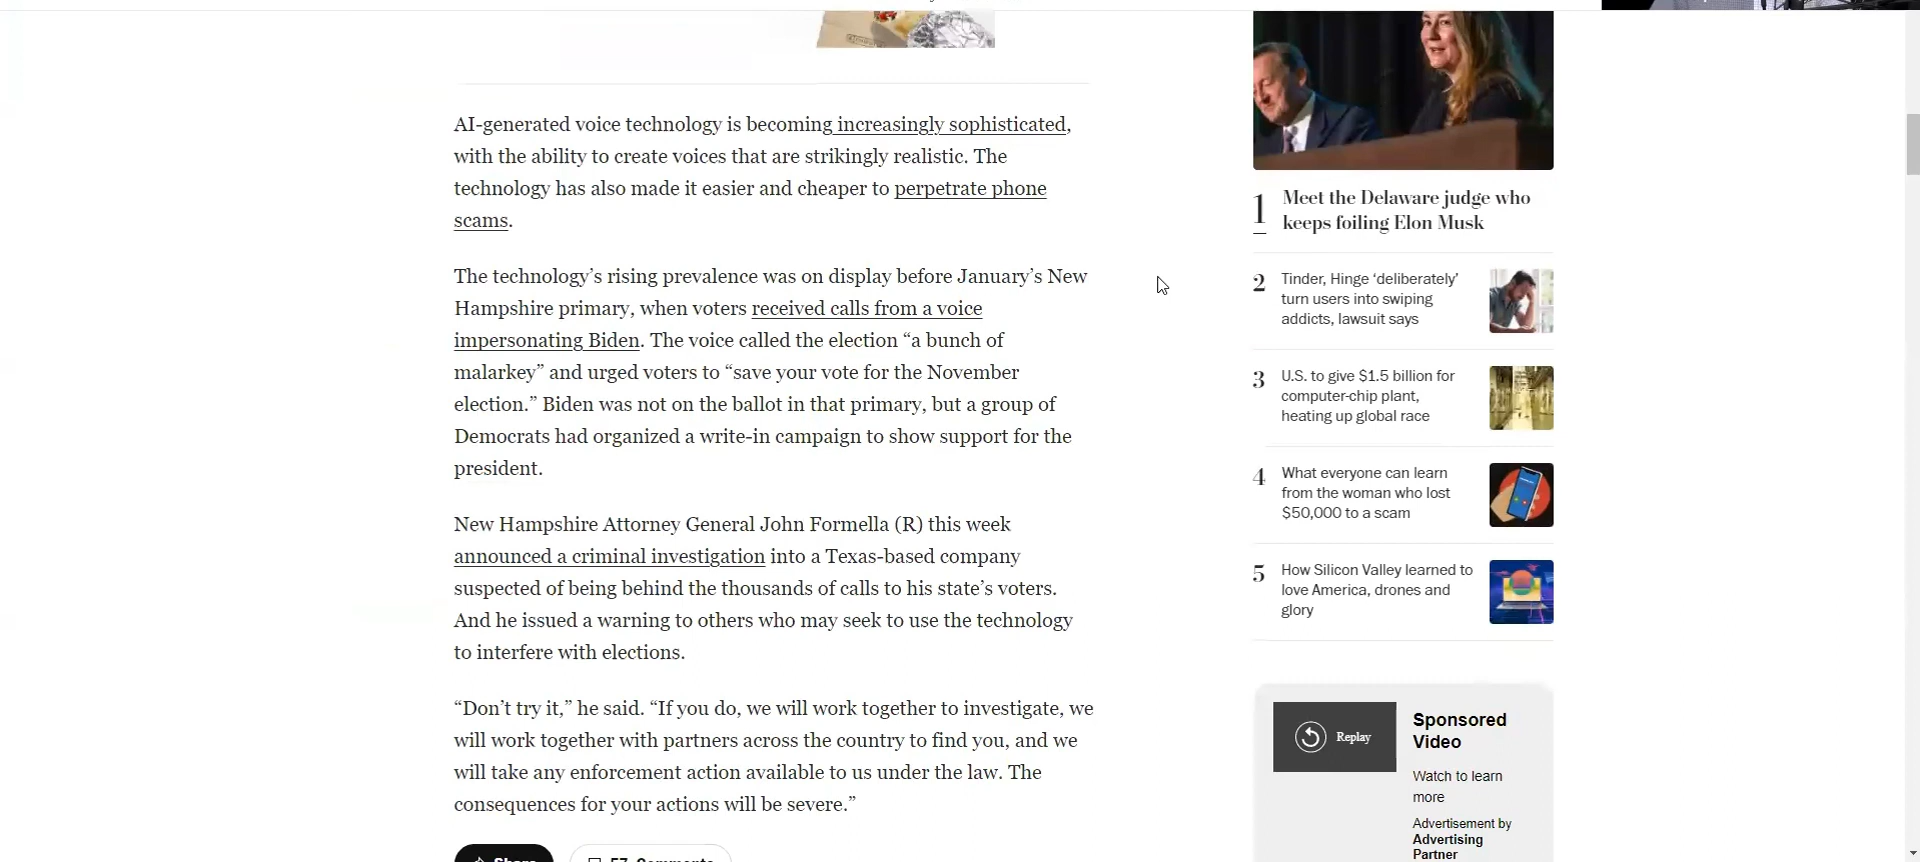 AI-generated voice technology is becoming increasingly sophisticated,
with the ability to create voices that are strikingly realistic. The
technology has also made it easier and cheaper to perpetrate phone
scams.
The technology’s rising prevalence was on display before January’s New
Hampshire primary, when voters received calls from a voice
impersonating Biden. The voice called the election “a bunch of
malarkey” and urged voters to “save your vote for the November
election.” Biden was not on the ballot in that primary, but a group of
Democrats had organized a write-in campaign to show support for the
president.
New Hampshire Attorney General John Formella (R) this week
announced a criminal investigation into a Texas-based company
suspected of being behind the thousands of calls to his state’s voters.
And he issued a warning to others who may seek to use the technology
to interfere with elections.
“Don’t try it,” he said. “If you do, we will work together to investigate, we
will work together with partners across the country to find you, and we
will take any enforcement action available to us under the law. The
consequences for your actions will be severe.”
Share
57 Comments
1
Meet the Delaware judge who
keeps foiling Elon Musk
2
Tinder, Hinge ‘deliberately’
turn users into swiping
addicts, lawsuit says
3
U.S. to give $1.5 billion for
computer-chip plant,
heating up global race
4
What everyone can learn
from the woman who lost
$50,000 to a scam
5
How Silicon Valley learned to
love America, drones and
glory
Replay
Sponsored
Video
Watch to learn
more
Advertisement by
Advertising
Partner